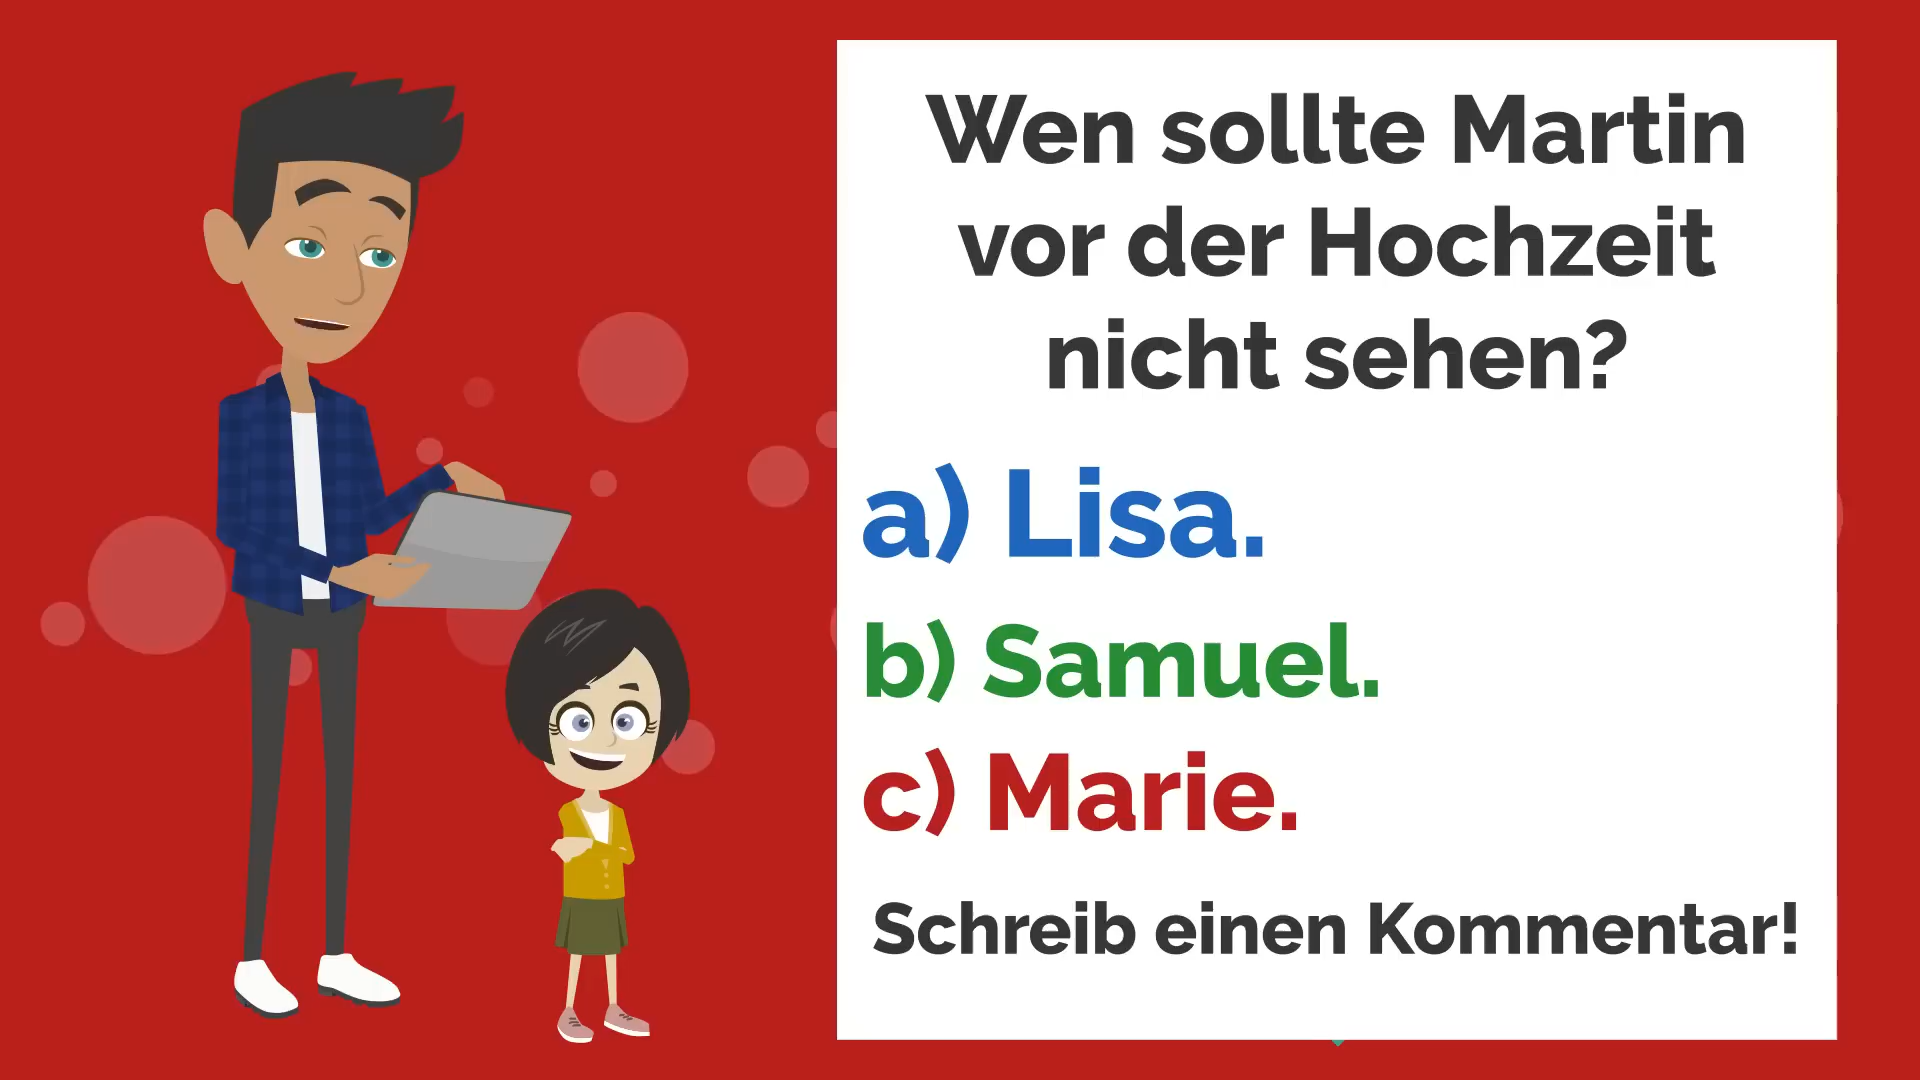 Wen sollte Martin
vor der Hochzeit
nicht sehen?
a) Lisa.
b) Samuel.
c) Marie.
Schreib einen Kommentar!